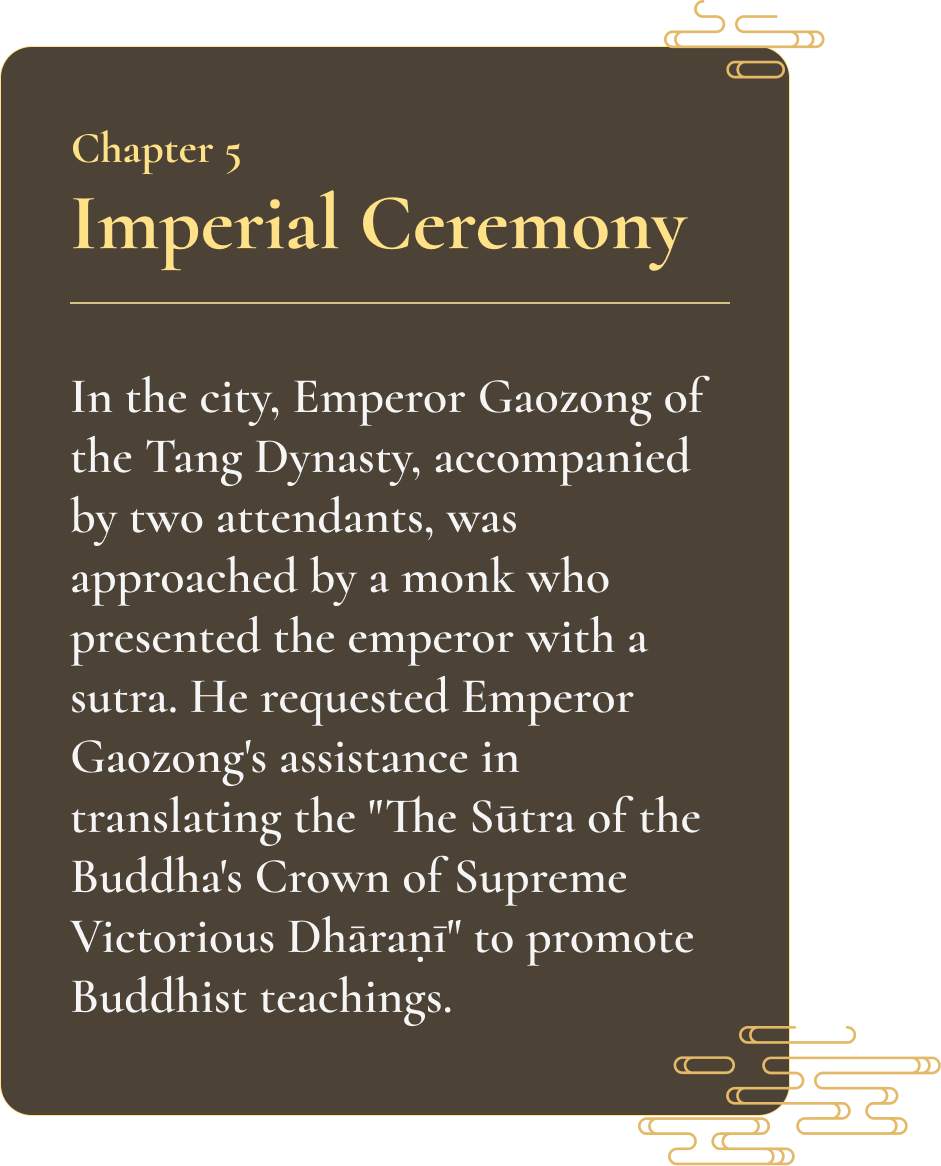 Chapter 5
Imperial Ceremony
In the city, Emperor Gaozong of
the Tang Dynasty, accompanied
by two attendants, was
approached by a monk who
presented the emperor with a
sutra. He requested Emperor
Gaozong's assistance in
translating the "The Sūtra of the
Buddha's Crown of Supreme
Victorious Dhāraṇī" to promote
Buddhist teachings.